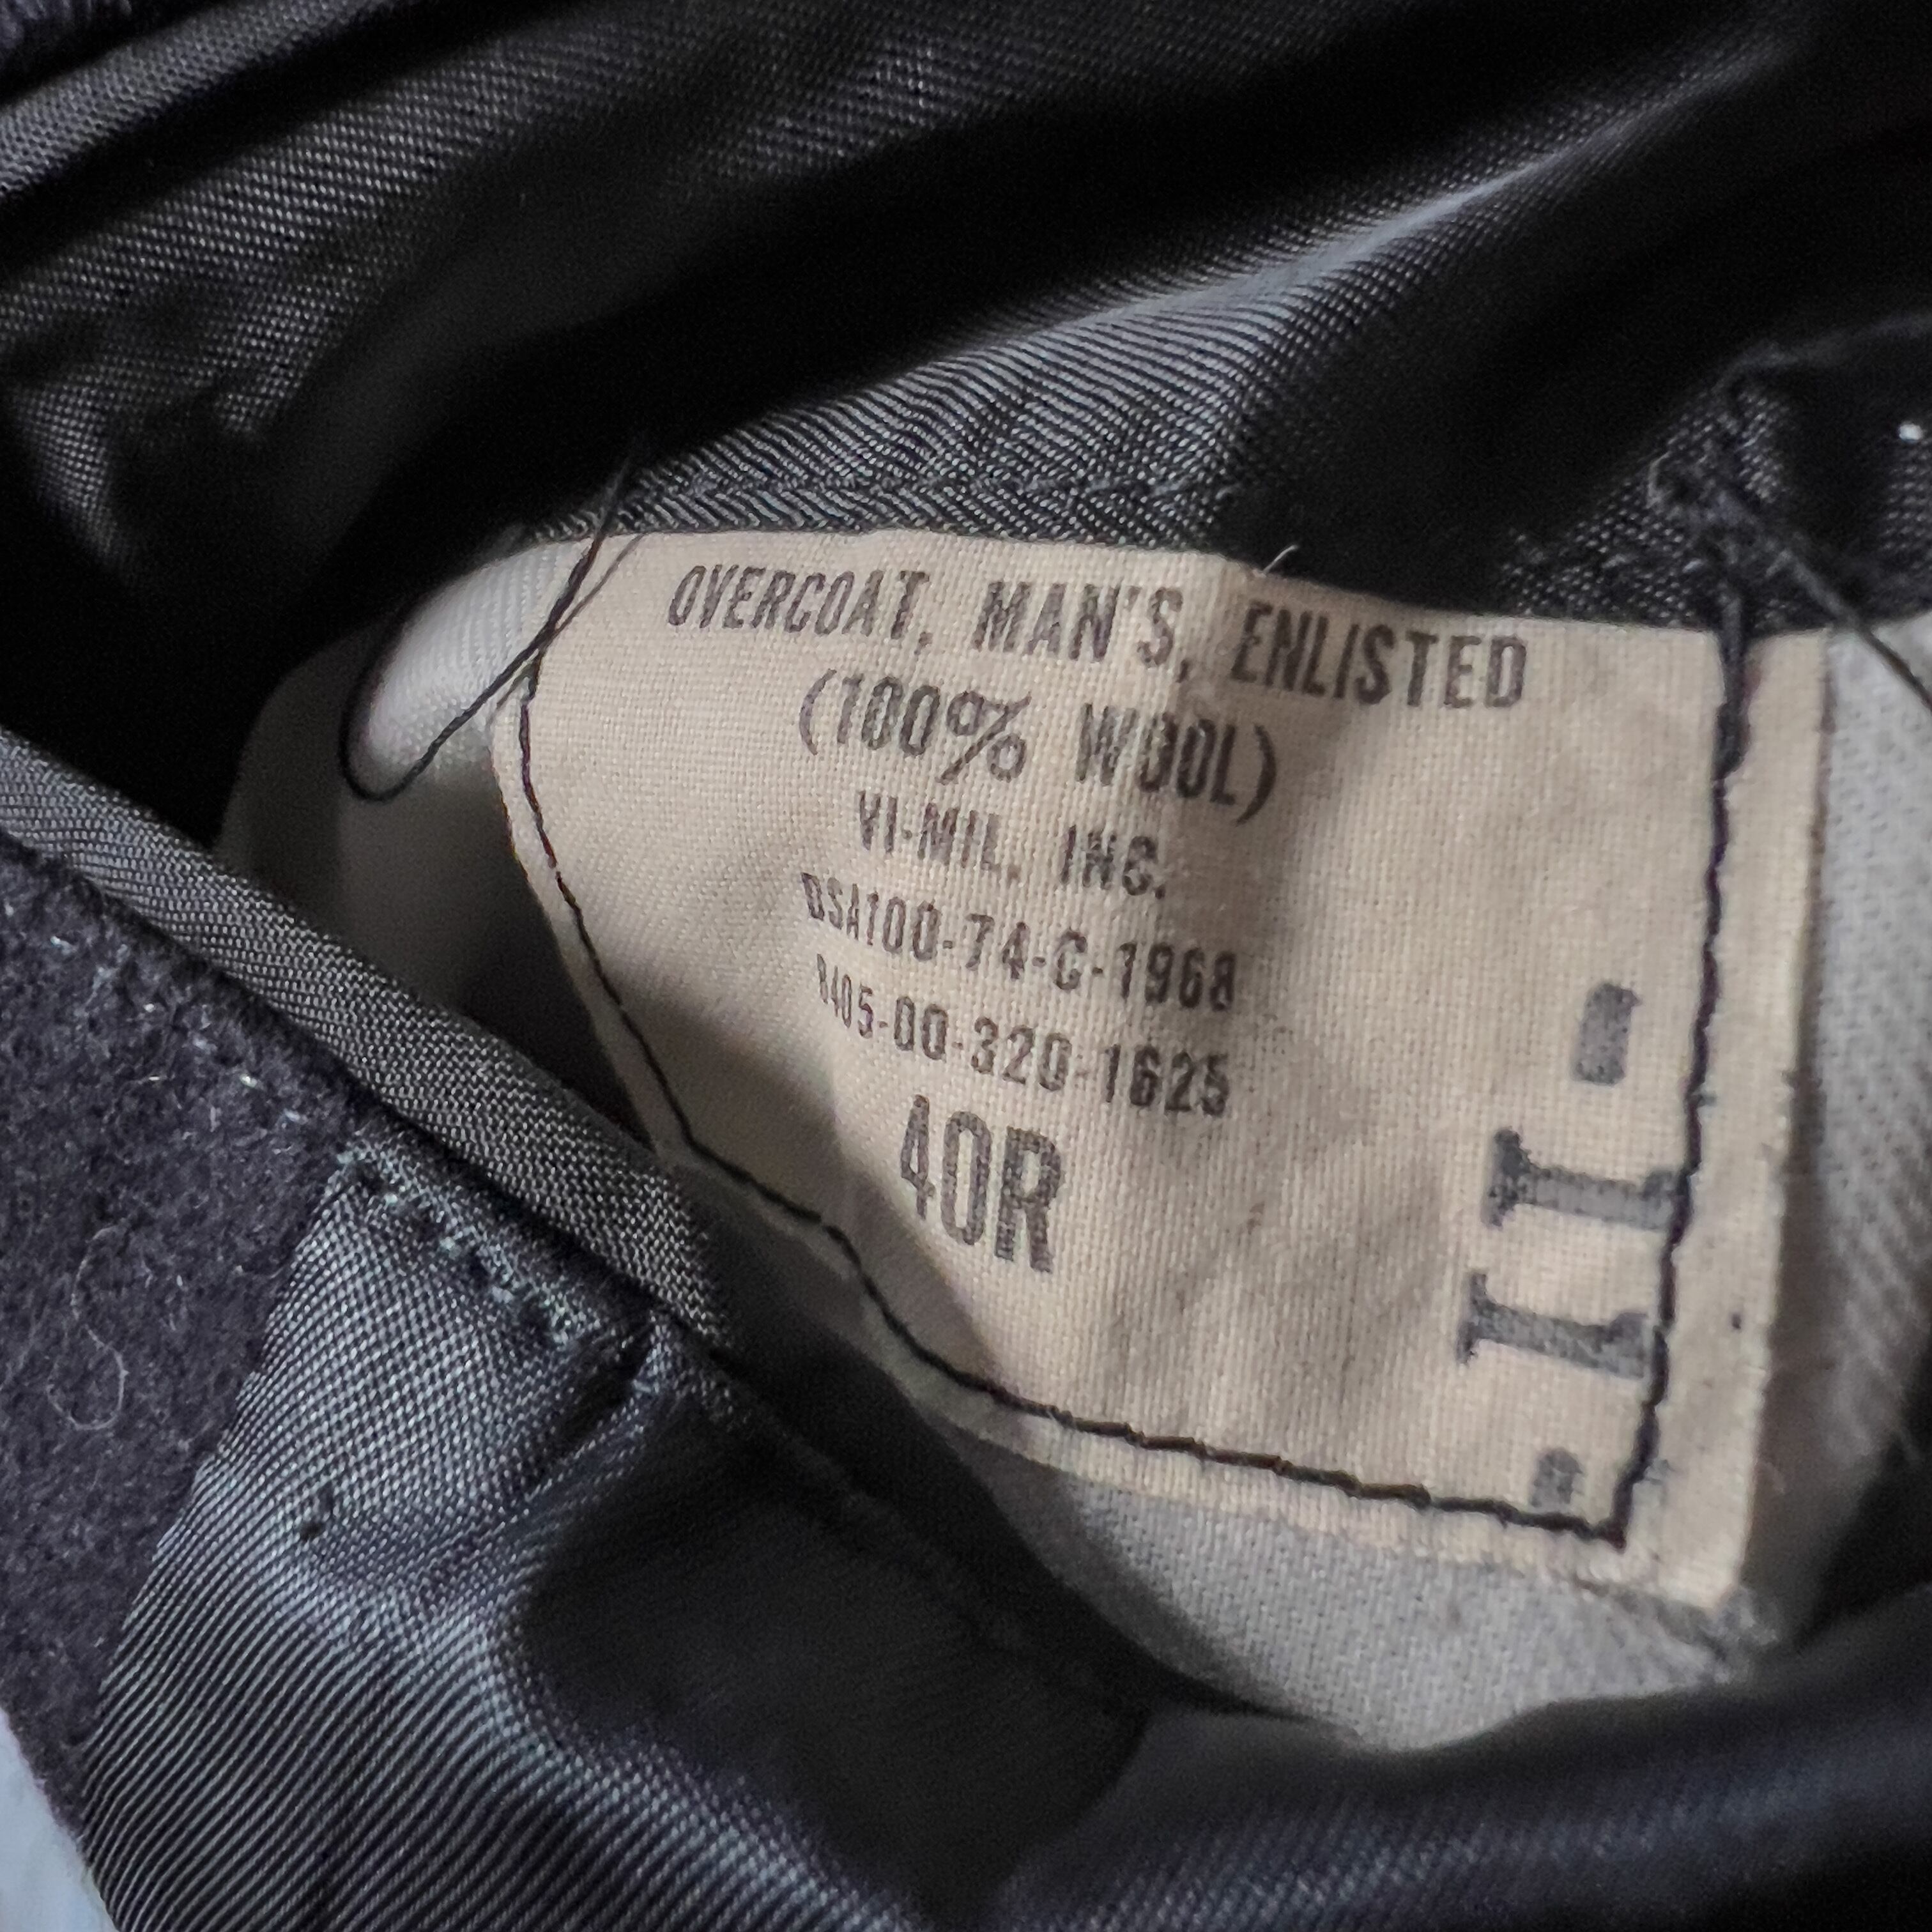 OVERCOAT, MAN'S, ENLISTED
(100% WOOL)
VI-MIL, INC.
DSA100-74-C-1968
8405-00-320-1625
40R